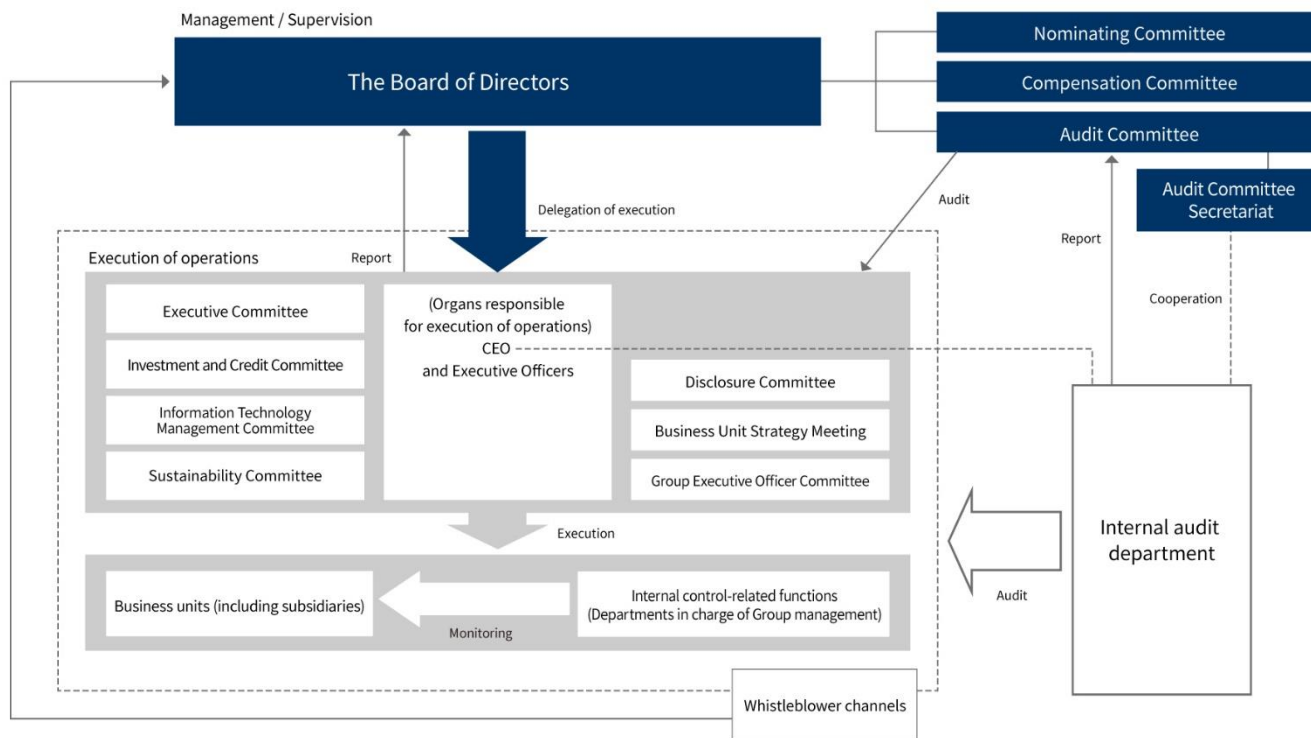 Management / Supervision
The Board of Directors
Nominating Committee
Compensation Committee
Audit Committee
Audit Committee
Secretariat
Audit
Delegation of execution
Report
Cooperation
Execution of operations
Report
Executive Committee
Investment and Credit Committee
Information Technology
Management Committee
Sustainability Committee
(Organs responsible
for execution of operations)
CEO
and Executive Officers
Disclosure Committee
Business Unit Strategy Meeting
Group Executive Officer Committee
Execution
Internal audit
department
Audit
Business units (including subsidiaries)
Monitoring
Internal control-related functions
(Departments in charge of Group management)
Whistleblower channels